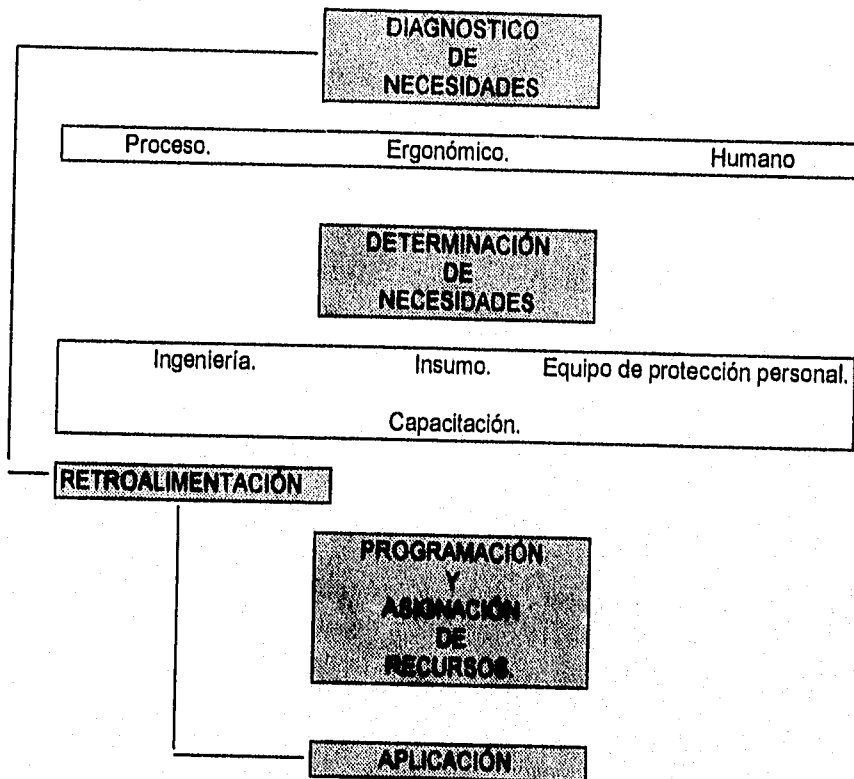 DIAGNOSTICO
DE
NECESIDADES
Proceso. Ergonómico. Humano
DETERMINACIÓN
DE
NECESIDADES
Ingeniería. Insumo. Equipo de protección personal.
Capacitación.
RETROALIMENTACIÓN
PROGRAMACIÓN
Y
ASIGNACIÓN
DE
RECURSOS.
APLICACIÓN